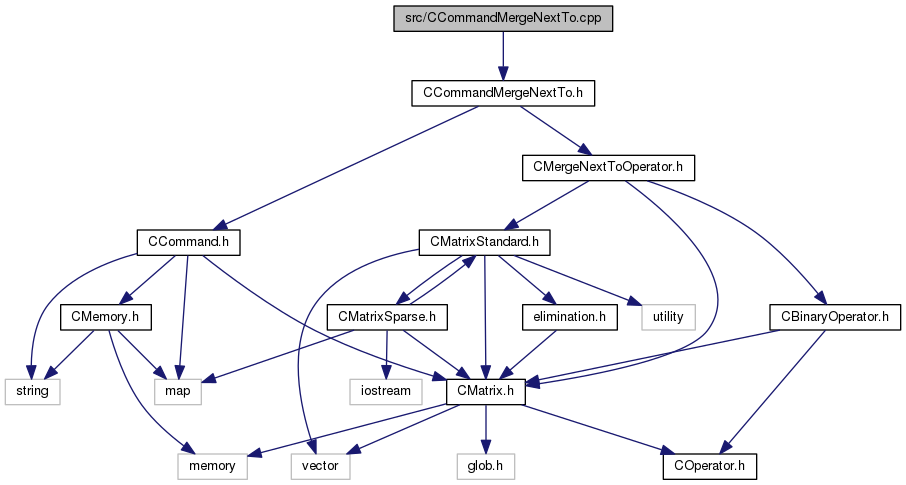 src/CCommandMergeNextTo.cpp
CCommandMergeNextTo.h
CMergeNextToOperator.h
CCommand.h
CMatrixStandard.h
CMemory.h
CMatrixSparse.h
elimination.h
utility
CBinaryOperator.h
string
map
iostream
CMatrix.h
memory
vector
glob.h
COperator.h